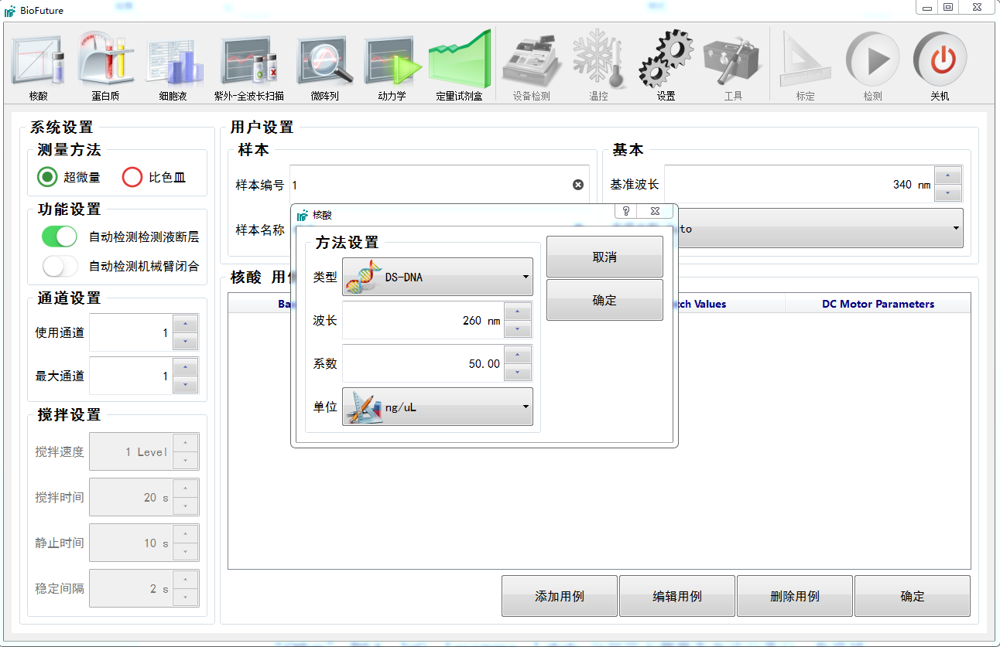 BioFuture
核酸
蛋白质
细胞液
紫外-全波长扫描
微阵列
动力学
定量试剂盒
设备检测
温控
设置
工具
标定
检测
关机
系统设置
测量方法
超微量
比色皿
功能设置
自动检测检测液断层
自动检测机械臂闭合
通道设置
使用通道 1
最大通道 1
搅拌设置
搅拌速度 1 Level
搅拌时间 20 s
静止时间 10 s
稳定间隔 2 s
用户设置
样本
样本编号 1
样本名称
基本
基准波长 340 nm
核酸
方法设置
类型 DS-DNA
波长 260 nm
系数 50.00
单位 ng/uL
取消
确定
核酸
Values
DC Motor Parameters
添加用例
编辑用例
删除用例
确定